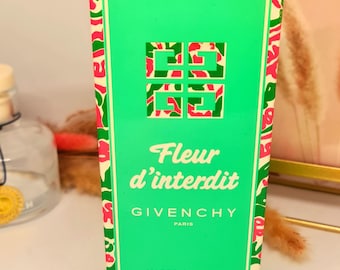 Fleur
d'interdit
GIVENCHY
PARIS